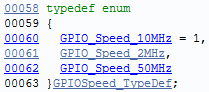 00058 typedef enum
00059 {
00060   GPIO_Speed_10MHz = 1,
00061   GPIO_Speed_2MHz,
00062   GPIO_Speed_50MHz
00063 }GPIOSpeed_TypeDef;